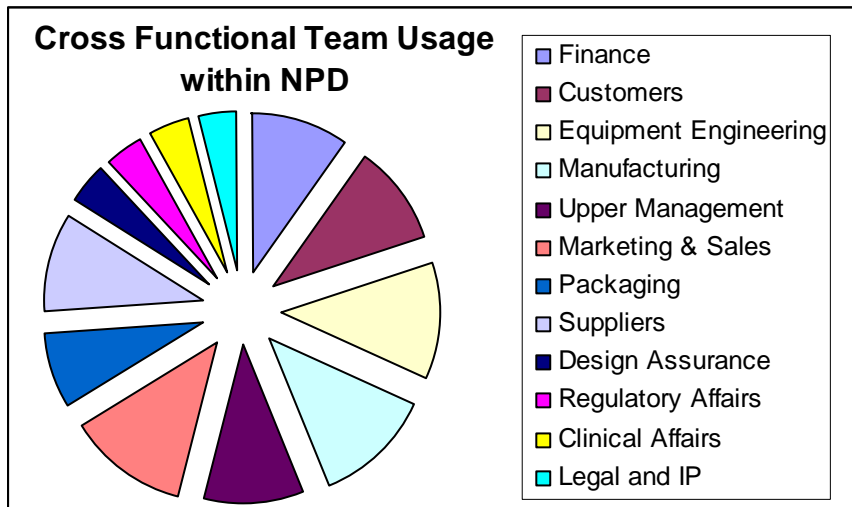 Cross Functional Team Usage
within NPD
Finance
Customers
Equipment Engineering
Manufacturing
Upper Management
Marketing & Sales
Packaging
Suppliers
Design Assurance
Regulatory Affairs
Clinical Affairs
Legal and IP